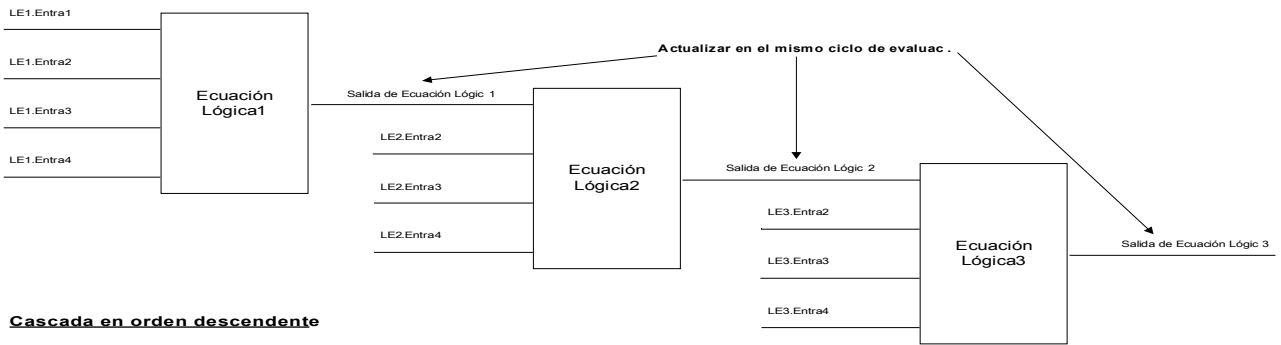 LE1.Entra1
LE1.Entra2
LE1.Entra3
LE1.Entra4
Ecuación
Lógica1
Actualizar en el mismo ciclo de evaluac .
Salida de Ecuación Lógic 1
LE2.Entra2
LE2.Entra3
LE2.Entra4
Ecuación
Lógica2
Salida de Ecuación Lógic 2
LE3.Entra2
LE3.Entra3
LE3.Entra4
Ecuación
Lógica3
Salida de Ecuación Lógic 3
Cascada en orden descendente